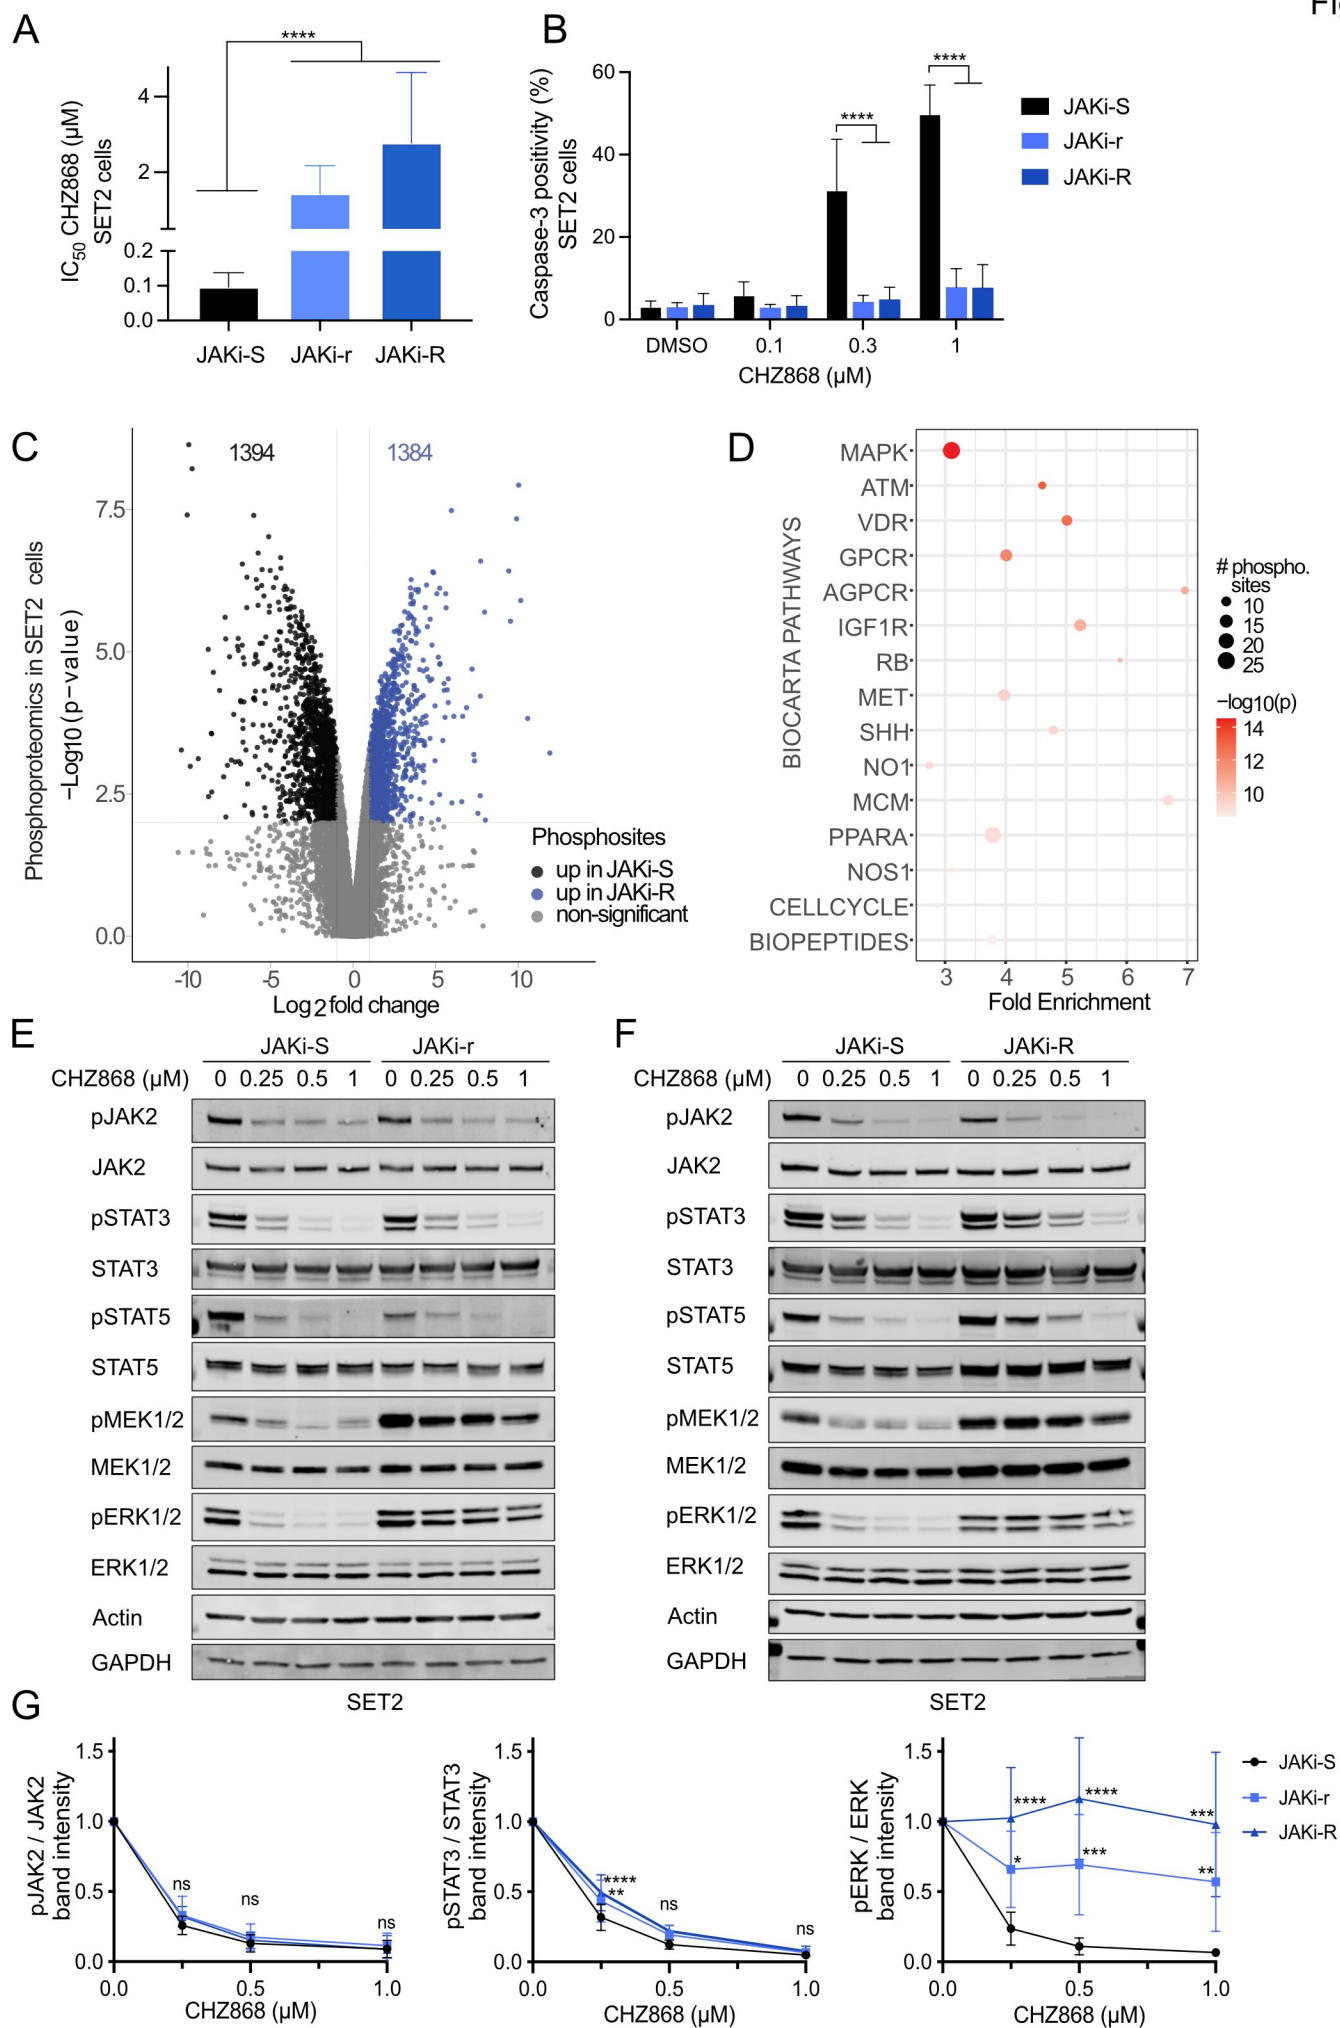 Fi
A
****
IC50 CHZ868 (µM)
SET2 cells
4
2
0.2
0.1
0.0
JAKi-S JAKi-r JAKi-R
B
Caspase-3 positivity (%)
SET2 cells
60
40
20
0
****
****
DMSO 0.1 0.3 1
CHZ868 (µM)
JAKi-S
JAKi-r
JAKi-R
C
Phosphoproteomics in SET2 cells
−Log10 (p−value)
1394 1384
7.5
5.0
2.5
0.0
-10 -5 0 5 10
Log2 fold change
Phosphosites
up in JAKi-S
up in JAKi-R
non-significant
D
BIOCARTA PATHWAYS
MAPK
ATM
VDR
GPCR
AGPCR
IGF1R
RB
MET
SHH
NO1
MCM
PPARA
NOS1
CELLCYCLE
BIOPEPTIDES
3 4 5 6 7
Fold Enrichment
# phospho.
sites
10
15
20
25
−log10(p)
14
12
10
E
JAKi-S JAKi-r
CHZ868 (µM) 0 0.25 0.5 1 0 0.25 0.5 1
pJAK2
JAK2
pSTAT3
STAT3
pSTAT5
STAT5
pMEK1/2
MEK1/2
pERK1/2
ERK1/2
Actin
GAPDH
SET2
F
JAKi-S JAKi-R
CHZ868 (µM) 0 0.25 0.5 1 0 0.25 0.5 1
pJAK2
JAK2
pSTAT3
STAT3
pSTAT5
STAT5
pMEK1/2
MEK1/2
pERK1/2
ERK1/2
Actin
GAPDH
SET2
G
pJAK2 / JAK2
band intensity
1.5
1.0
0.5
0.0
ns
ns
ns
0.0 0.5 1.0
CHZ868 (µM)
pSTAT3 / STAT3
band intensity
1.5
1.0
0.5
0.0
****
**
ns
ns
0.0 0.5 1.0
CHZ868 (µM)
pERK / ERK
band intensity
1.5
1.0
0.5
0.0
****
****
***
*
***
**
0.0 0.5 1.0
CHZ868 (µM)
JAKi-S
JAKi-r
JAKi-R